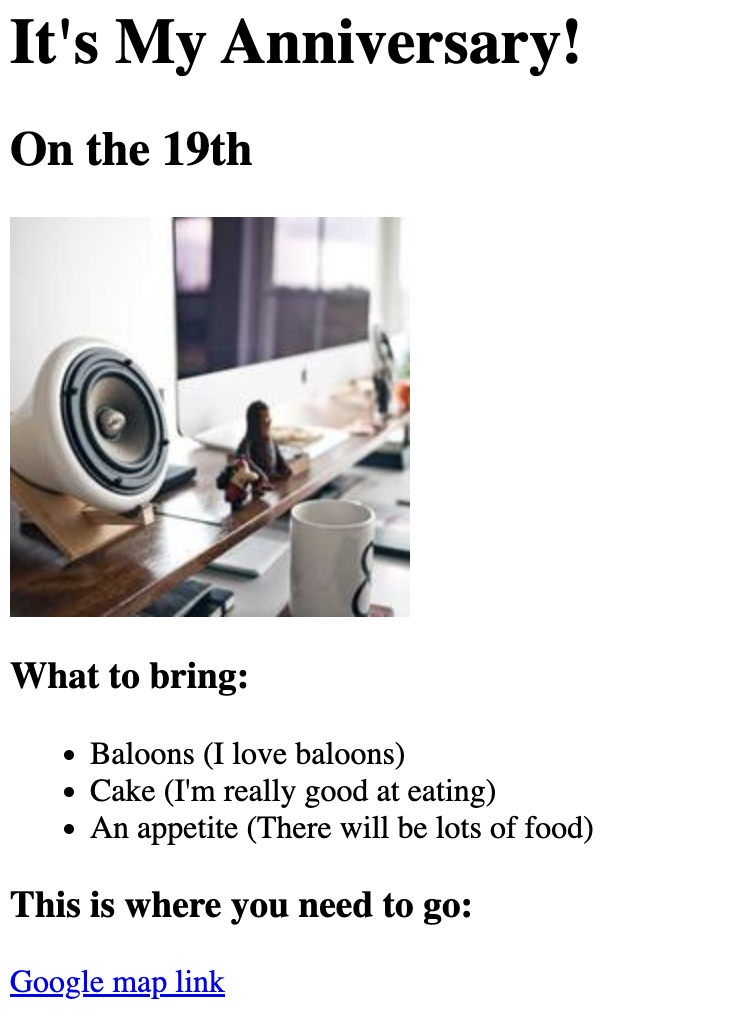 It's My Anniversary!
On the 19th
What to bring:
Baloons (I love baloons)
Cake (I'm really good at eating)
An appetite (There will be lots of food)
This is where you need to go:
Google map link